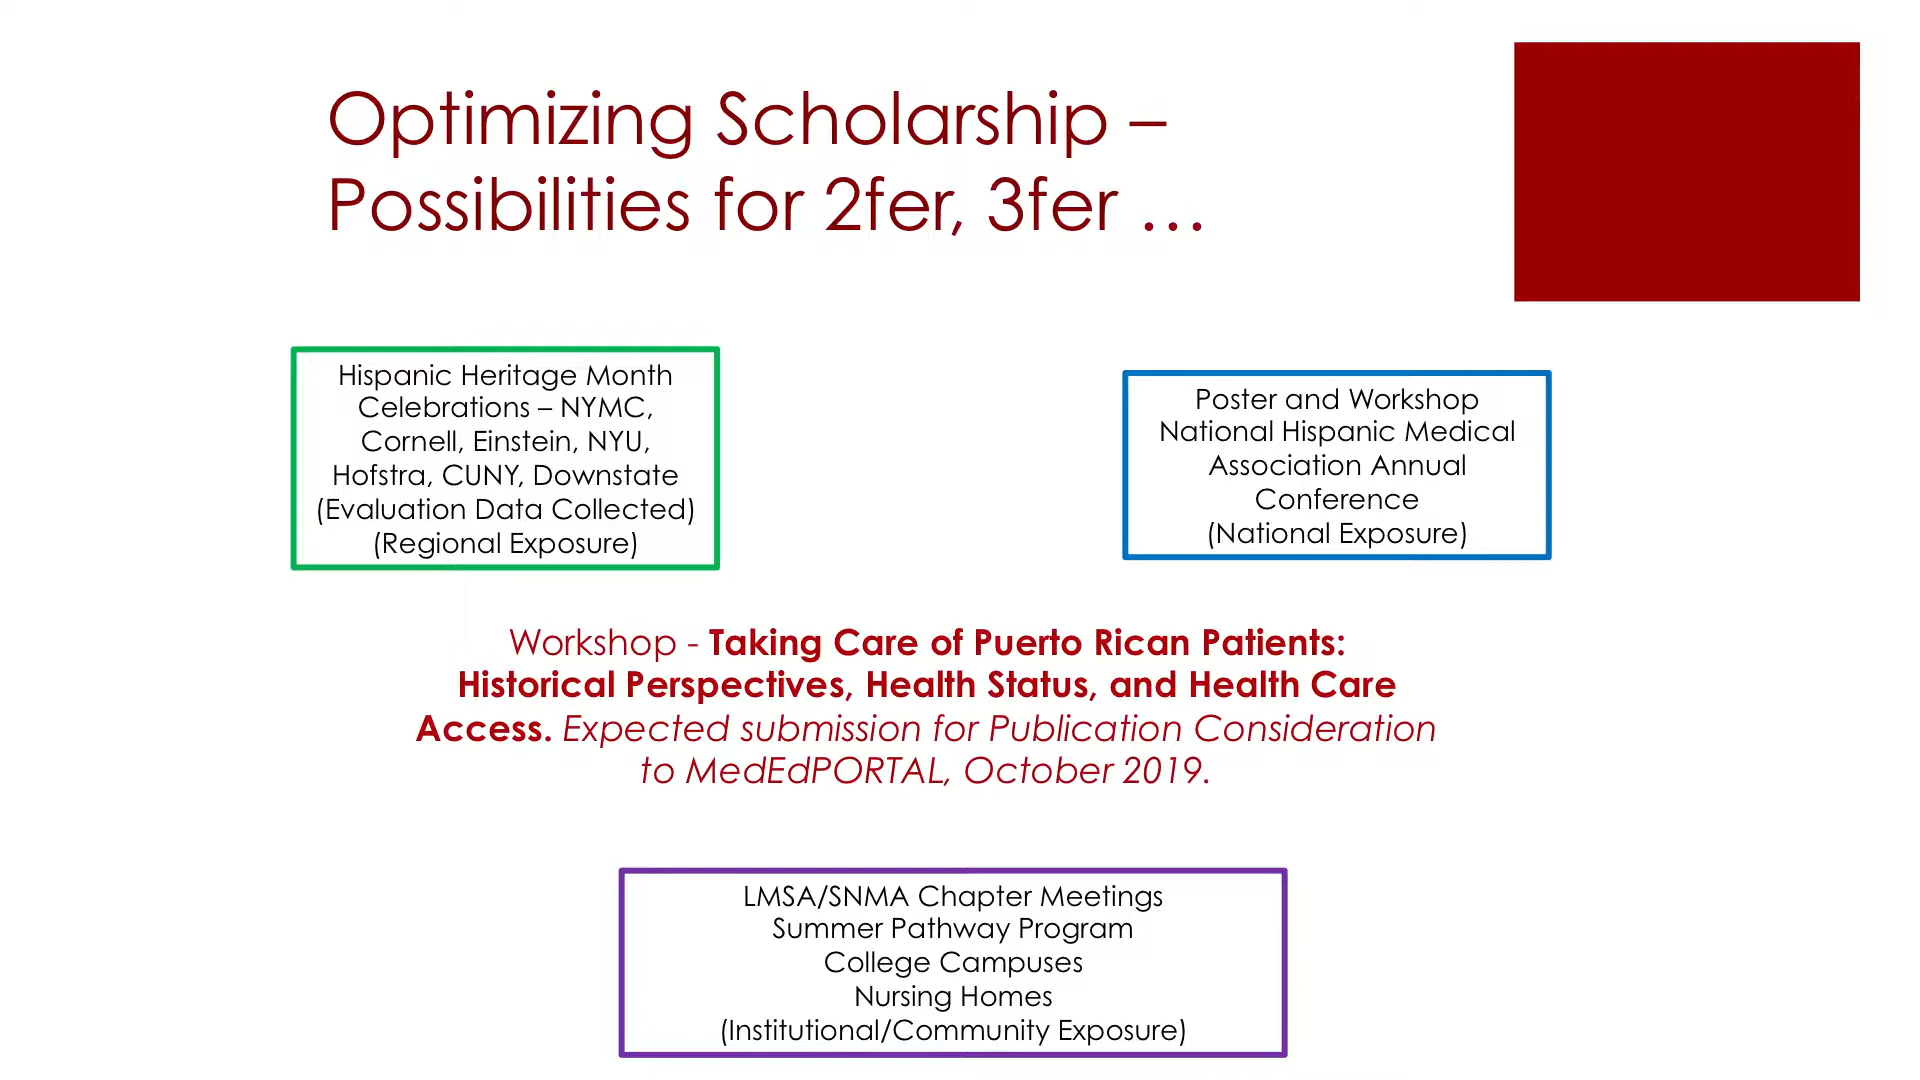 Optimizing Scholarship –
Possibilities for 2fer, 3fer …
Hispanic Heritage Month
Celebrations – NYMC,
Cornell, Einstein, NYU,
Hofstra, CUNY, Downstate
(Evaluation Data Collected)
(Regional Exposure)
Poster and Workshop
National Hispanic Medical
Association Annual
Conference
(National Exposure)
Workshop - Taking Care of Puerto Rican Patients:
Historical Perspectives, Health Status, and Health Care
Access. Expected submission for Publication Consideration
to MedEdPORTAL, October 2019.
LMSA/SNMA Chapter Meetings
Summer Pathway Program
College Campuses
Nursing Homes
(Institutional/Community Exposure)